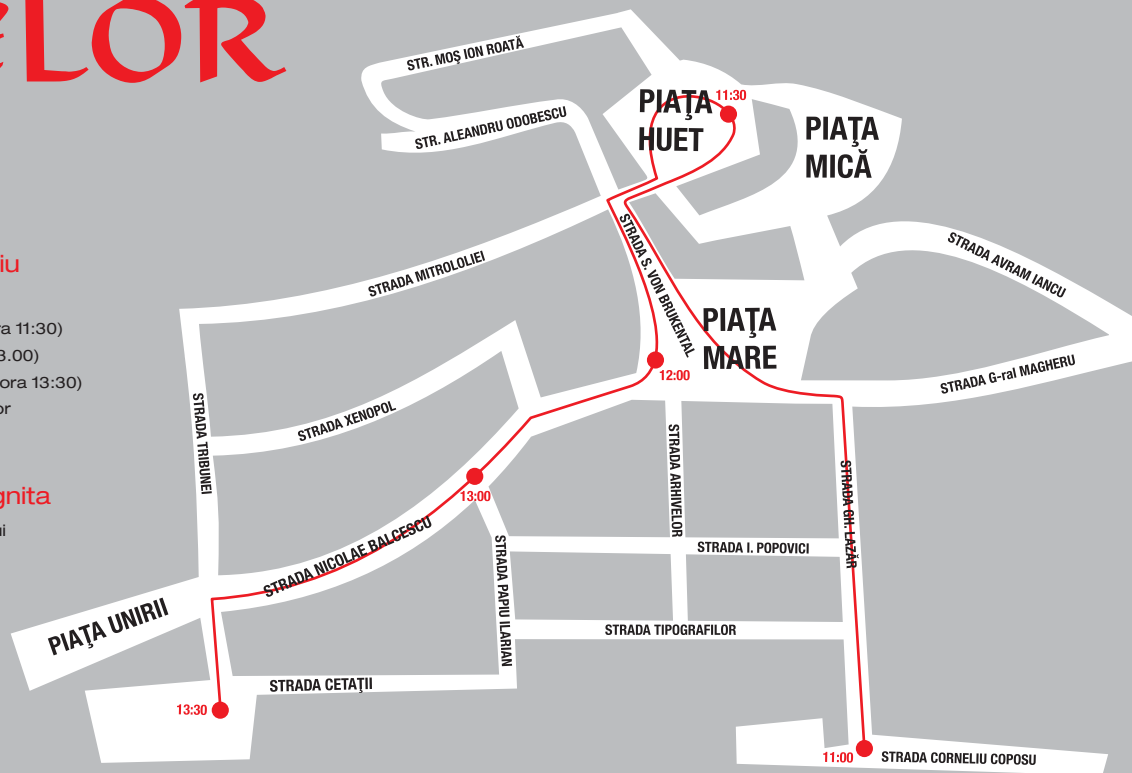 LOR
STR. MOŞ ION ROATĂ
STR. ALEANDRU ODOBESCU
PIAŢA
HUET
11:30
PIAŢA
MICĂ
STRADA AVRAM IANCU
STRADA S. VON BRUKENTAL
STRADA MITROLOLIEI
iu
ra 11:30)
3.00)
ora 13:30)
or
gnita
ui
PIAŢA
MARE
12:00
STRADA G-ral MAGHERU
STRADA XENOPOL
STRADA TRIBUNEI
STRADA ARHIVELOR
STRADA GH. LAZĂR
13:00
STRADA NICOLAE BALCESCU
STRADA I. POPOVICI
STRADA PAPIU ILARIAN
PIAŢA UNIRII
STRADA TIPOGRAFILOR
STRADA CETAŢII
13:30
11:00
STRADA CORNELIU COPOSU